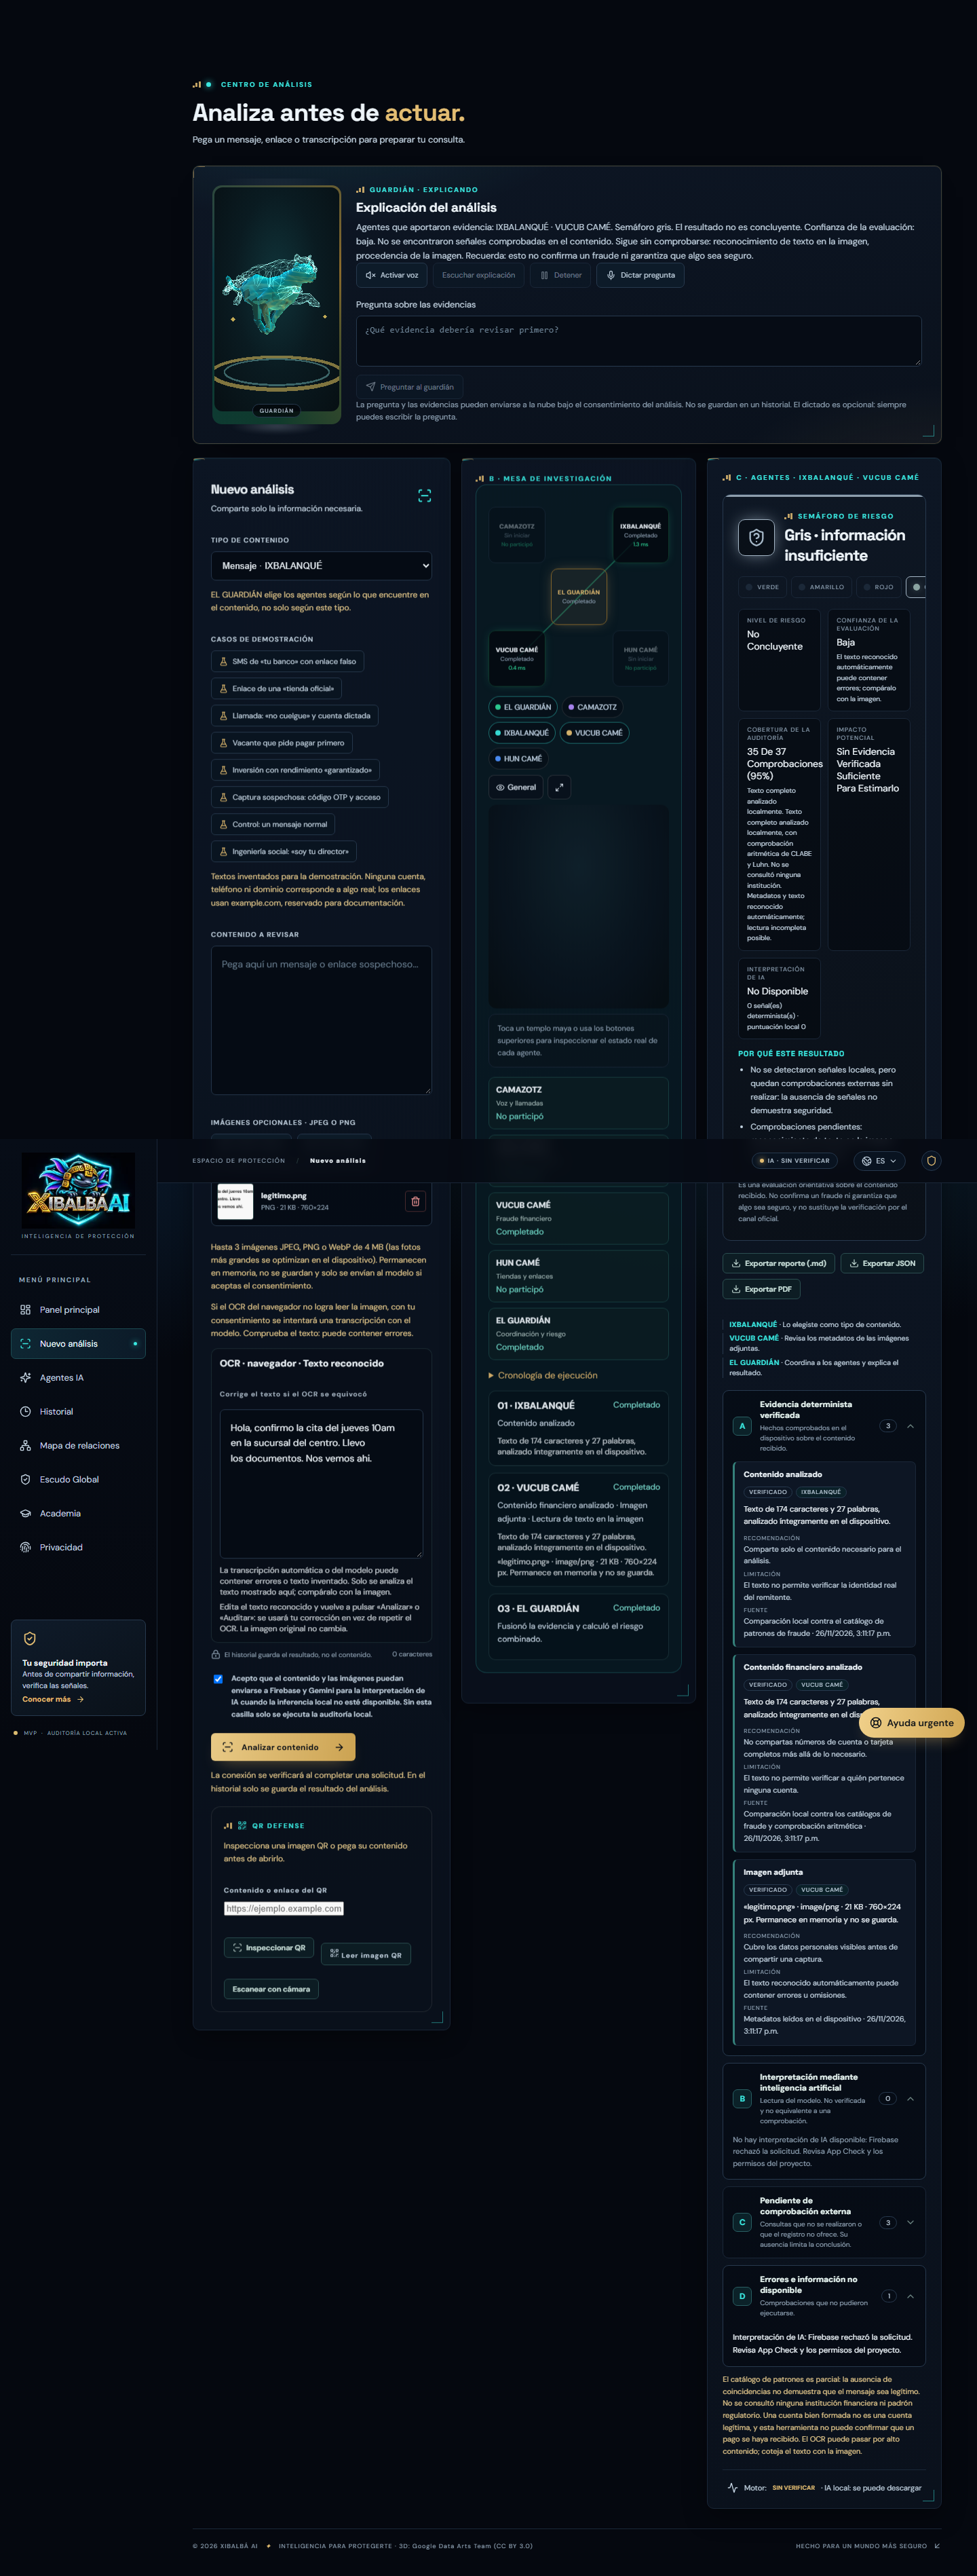 CENTRO DE ANÁLISIS
Analiza antes de actuar.
Pega un mensaje, enlace o transcripción para preparar tu consulta.
GUARDIÁN · EXPLICANDO
Explicación del análisis
Agentes que aportaron evidencia: IXBALANQUÉ · VUCUB CAMÉ. Semáforo gris. El resultado no es concluyente. Confianza de la evaluación:
baja. No se encontraron señales comprobadas en el contenido. Sigue sin comprobarse: reconocimiento de texto en la imagen,
procedencia de la imagen. Recuerda: esto no confirma un fraude ni garantiza que algo sea seguro.
Activar voz
Escuchar explicación
Detener
Dictar pregunta
Pregunta sobre las evidencias
¿Qué evidencia debería revisar primero?
Preguntar al guardián
GUARDIÁN
La pregunta y las evidencias pueden enviarse a la nube bajo el consentimiento del análisis. No se guardan en un historial. El dictado es opcional: siempre
puedes escribir la pregunta.
Nuevo análisis
Comparte solo la información necesaria.
TIPO DE CONTENIDO
Mensaje · IXBALANQUÉ
EL GUARDIÁN elige los agentes según lo que encuentre en
el contenido, no solo según este tipo.
CASOS DE DEMOSTRACIÓN
SMS de «tu banco» con enlace falso
Enlace de una «tienda oficial»
Llamada: «no cuelgue» y cuenta dictada
Vacante que pide pagar primero
Inversión con rendimiento «garantizado»
Captura sospechosa: código OTP y acceso
Control: un mensaje normal
Ingeniería social: «soy tu director»
Textos inventados para la demostración. Ninguna cuenta,
teléfono ni dominio corresponde a algo real; los enlaces
usan example.com, reservado para documentación.
CONTENIDO A REVISAR
Pega aquí un mensaje o enlace sospechoso...
IMÁGENES OPCIONALES · JPEG O PNG
B · MESA DE INVESTIGACIÓN
CAMAZOTZ
Sin iniciar
No participó
IXBALANQUÉ
Completado
1.3 ms
EL GUARDIÁN
Completado
VUCUB CAMÉ
Completado
0.4 ms
HUN CAMÉ
Sin iniciar
No participó
EL GUARDIÁN
CAMAZOTZ
IXBALANQUÉ
VUCUB CAMÉ
HUN CAMÉ
General
Toca un templo maya o usa los botones
superiores para inspeccionar el estado real de
cada agente.
CAMAZOTZ
Voz y llamadas
No participó
C · AGENTES · IXBALANQUÉ · VUCUB CAMÉ
SEMÁFORO DE RIESGO
Gris · información
insuficiente
VERDE
AMARILLO
ROJO
NIVEL DE RIESGO
No
Concluyente
CONFIANZA DE LA
EVALUACIÓN
Baja
El texto reconocido
automáticamente
puede contener
errores; compáralo
con la imagen.
COBERTURA DE LA
AUDITORÍA
35 De 37
Comprobaciones
(95%)
Texto completo
analizado
localmente. Texto
completo analizado
localmente, con
comprobación
aritmética de CLABE
y Luhn. No se
consultó ninguna
institución.
Metadatos y texto
reconocido
automáticamente;
lectura incompleta
posible.
IMPACTO
POTENCIAL
Sin Evidencia
Verificada
Suficiente
Para Estimarlo
INTERPRETACIÓN
DE IA
No Disponible
0 señal(es)
determinista(s) ·
puntuación local 0
POR QUÉ ESTE RESULTADO
No se detectaron señales locales, pero
quedan comprobaciones externas sin
realizar: la ausencia de señales no
demuestra seguridad.
Comprobaciones pendientes:
XIBALBÁ AI
INTELIGENCIA DE PROTECCIÓN
ESPACIO DE PROTECCIÓN / Nuevo análisis
IA · SIN VERIFICAR
ES
MENÚ PRINCIPAL
Panel principal
Nuevo análisis
Agentes IA
Historial
Mapa de relaciones
Escudo Global
Academia
Privacidad
Tu seguridad importa
Antes de compartir información,
verifica las señales.
Conocer más
MVP · AUDITORÍA LOCAL ACTIVA
legitimo.png
PNG · 21 KB · 760×224
Hasta 3 imágenes JPEG, PNG o WebP de 4 MB (las fotos
más grandes se optimizan en el dispositivo). Permanecen
en memoria, no se guardan y solo se envían al modelo si
aceptas el consentimiento.
Si el OCR del navegador no logra leer la imagen, con tu
consentimiento se intentará una transcripción con el
modelo. Comprueba el texto: puede contener errores.
OCR · navegador · Texto reconocido
Corrige el texto si el OCR se equivocó
Hola, confirmo la cita del jueves 10am
en la sucursal del centro. Llevo
los documentos. Nos vemos ahi.
La transcripción automática o del modelo puede
contener errores o texto inventado. Solo se analiza el
texto mostrado aquí; compáralo con la imagen.
Edita el texto reconocido y vuelve a pulsar «Analizar» o
«Auditar»: se usará tu corrección en vez de repetir el
OCR. La imagen original no cambia.
El historial guarda el resultado, no el contenido.
0 caracteres
Acepto que el contenido y las imágenes puedan
enviarse a Firebase y Gemini para la interpretación de
IA cuando la inferencia local no esté disponible. Sin esta
casilla solo se ejecuta la auditoría local.
Analizar contenido
La conexión se verificará al completar una solicitud. En el
historial solo se guarda el resultado del análisis.
QR DEFENSE
Inspecciona una imagen QR o pega su contenido
antes de abrirlo.
Contenido o enlace del QR
https://ejemplo.example.com
Inspeccionar QR
Leer imagen QR
Escanear con cámara
VUCUB CAMÉ
Fraude financiero
Completado
HUN CAMÉ
Tiendas y enlaces
No participó
EL GUARDIÁN
Coordinación y riesgo
Completado
Cronología de ejecución
01 · IXBALANQUÉ
Completado
Contenido analizado
Texto de 174 caracteres y 27 palabras,
analizado íntegramente en el dispositivo.
02 · VUCUB CAMÉ
Completado
Contenido financiero analizado · Imagen
adjunta · Lectura de texto en la imagen
Texto de 174 caracteres y 27 palabras,
analizado íntegramente en el dispositivo.
«legitimo.png» · image/png · 21 KB · 760×224
px. Permanece en memoria y no se guarda.
03 · EL GUARDIÁN
Completado
Fusionó la evidencia y calculó el riesgo
combinado.
Es una evaluación orientativa sobre el contenido
recibido. No confirma un fraude ni garantiza que
algo sea seguro, y no sustituye la verificación por el
canal oficial.
Exportar reporte (.md)
Exportar JSON
Exportar PDF
IXBALANQUÉ · Lo elegiste como tipo de contenido.
VUCUB CAMÉ · Revisa los metadatos de las imágenes
adjuntas.
EL GUARDIÁN · Coordina a los agentes y explica el
resultado.
A
Evidencia determinista
verificada
Hechos comprobados en el
dispositivo sobre el contenido
recibido.
3
Contenido analizado
VERIFICADO
IXBALANQUÉ
Texto de 174 caracteres y 27 palabras,
analizado íntegramente en el dispositivo.
RECOMENDACIÓN
Comparte solo el contenido necesario para el
análisis.
LIMITACIÓN
El texto no permite verificar la identidad real
del remitente.
FUENTE
Comparación local contra el catálogo de
patrones de fraude · 26/11/2026, 3:11:17 p.m.
Contenido financiero analizado
VERIFICADO
VUCUB CAMÉ
Texto de 174 caracteres y 27 palabras,
analizado íntegramente en el
Ayuda urgente
RECOMENDACIÓN
No compartas números de cuenta o tarjeta
completos más allá de lo necesario.
LIMITACIÓN
El texto no permite verificar a quién pertenece
ninguna cuenta.
FUENTE
Comparación local contra los catálogos de
fraude y comprobación aritmética ·
26/11/2026, 3:11:17 p.m.
Imagen adjunta
VERIFICADO
VUCUB CAMÉ
«legitimo.png» · image/png · 21 KB · 760×224
px. Permanece en memoria y no se guarda.
RECOMENDACIÓN
Cubre los datos personales visibles antes de
compartir una captura.
LIMITACIÓN
El texto reconocido automáticamente puede
contener errores u omisiones.
FUENTE
Metadatos leídos en el dispositivo · 26/11/2026,
3:11:17 p.m.
B
Interpretación mediante
inteligencia artificial
Lectura del modelo. No verificada
y no equivalente a una
comprobación.
0
No hay interpretación de IA disponible: Firebase
rechazó la solicitud. Revisa App Check y los
permisos del proyecto.
C
Pendiente de
comprobación externa
Consultas que no se realizaron o
que el registro no ofrece. Su
ausencia limita la conclusión.
3
D
Errores e información no
disponible
Comprobaciones que no pudieron
ejecutarse.
1
Interpretación de IA: Firebase rechazó la solicitud.
Revisa App Check y los permisos del proyecto.
El catálogo de patrones es parcial: la ausencia de
coincidencias no demuestra que el mensaje sea legítimo.
No se consultó ninguna institución financiera ni padrón
regulatorio. Una cuenta bien formada no es una cuenta
legítima, y esta herramienta no puede confirmar que un
pago se haya recibido. El OCR puede pasar por alto
contenido; coteja el texto con la imagen.
Motor: SIN VERIFICAR · IA local: se puede descargar
© 2026 XIBALBÁ AI
INTELIGENCIA PARA PROTEGERTE · 3D: Google Data Arts Team (CC BY 3.0)
HECHO PARA UN MUNDO MÁS SEGURO